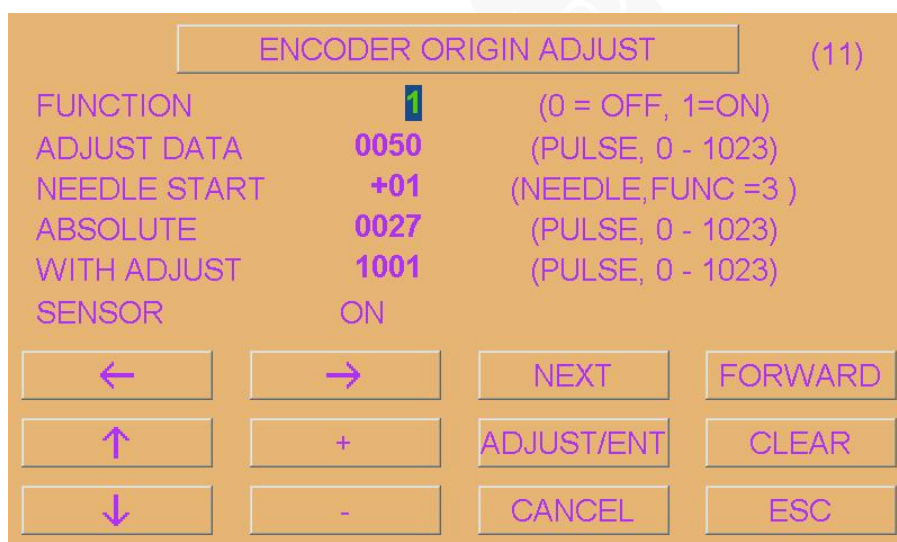 ENCODER ORIGIN ADJUST (11)
FUNCTION 1 (0 = OFF, 1=ON)
ADJUST DATA 0050 (PULSE, 0 - 1023)
NEEDLE START +01 (NEEDLE,FUNC =3 )
ABSOLUTE 0027 (PULSE, 0 - 1023)
WITH ADJUST 1001 (PULSE, 0 - 1023)
SENSOR ON
← → NEXT FORWARD
↑ + ADJUST/ENT CLEAR
↓ - CANCEL ESC